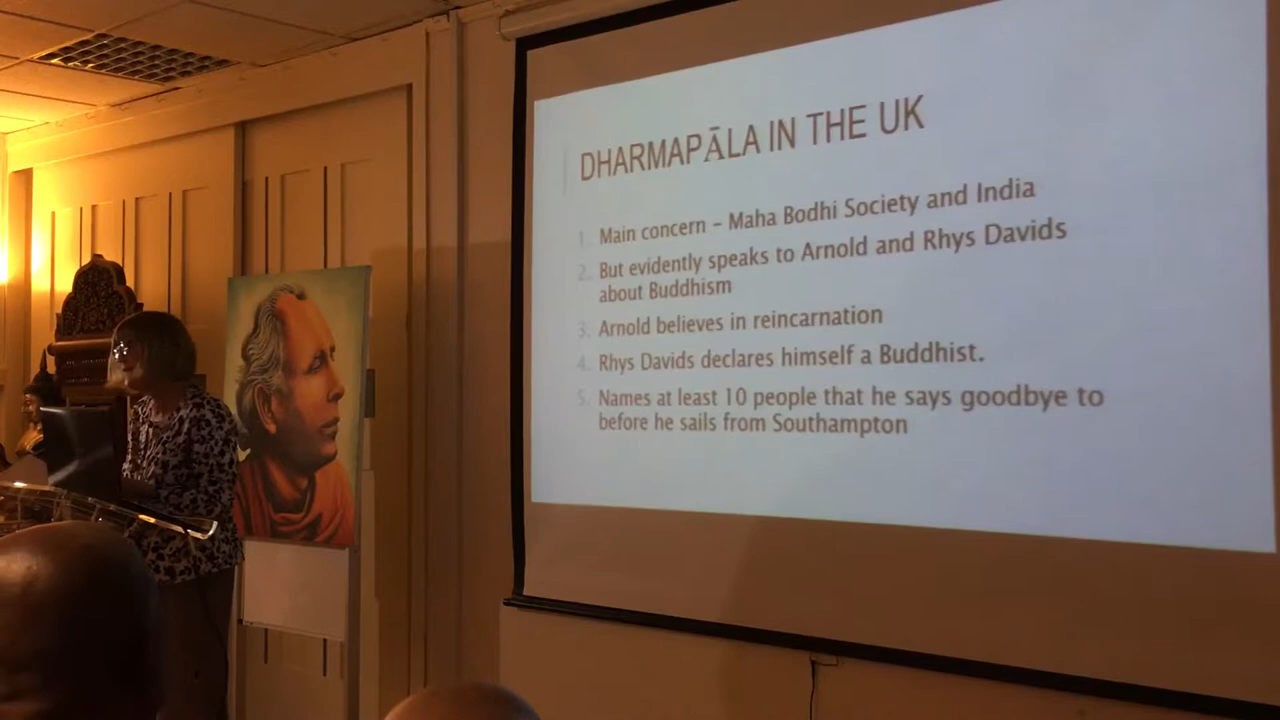 DHARMAPĀLA IN THE UK
1. Main concern – Maha Bodhi Society and India
2. But evidently speaks to Arnold and Rhys Davids
about Buddhism
3. Arnold believes in reincarnation
4. Rhys Davids declares himself a Buddhist.
5. Names at least 10 people that he says goodbye to
before he sails from Southampton